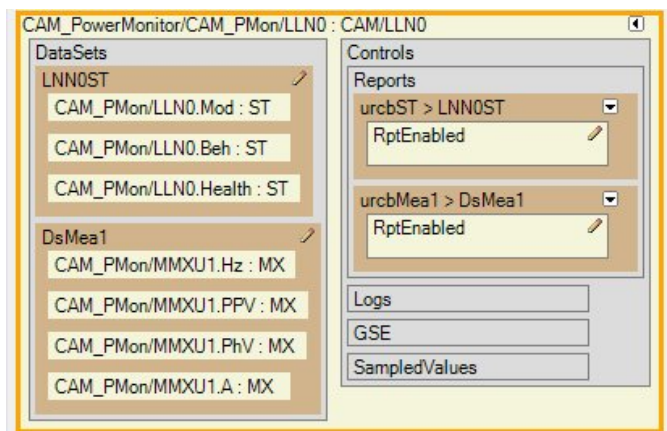 CAM_PowerMonitor/CAM_PMon/LLN0 : CAM/LLN0
DataSets
LNN0ST
CAM_PMon/LLN0.Mod : ST
CAM_PMon/LLN0.Beh : ST
CAM_PMon/LLN0.Health : ST
DsMea1
CAM_PMon/MMXU1.Hz : MX
CAM_PMon/MMXU1.PPV : MX
CAM_PMon/MMXU1.PhV : MX
CAM_PMon/MMXU1.A : MX
Controls
Reports
urcbST > LNN0ST
RptEnabled
urcbMea1 > DsMea1
RptEnabled
Logs
GSE
SampledValues